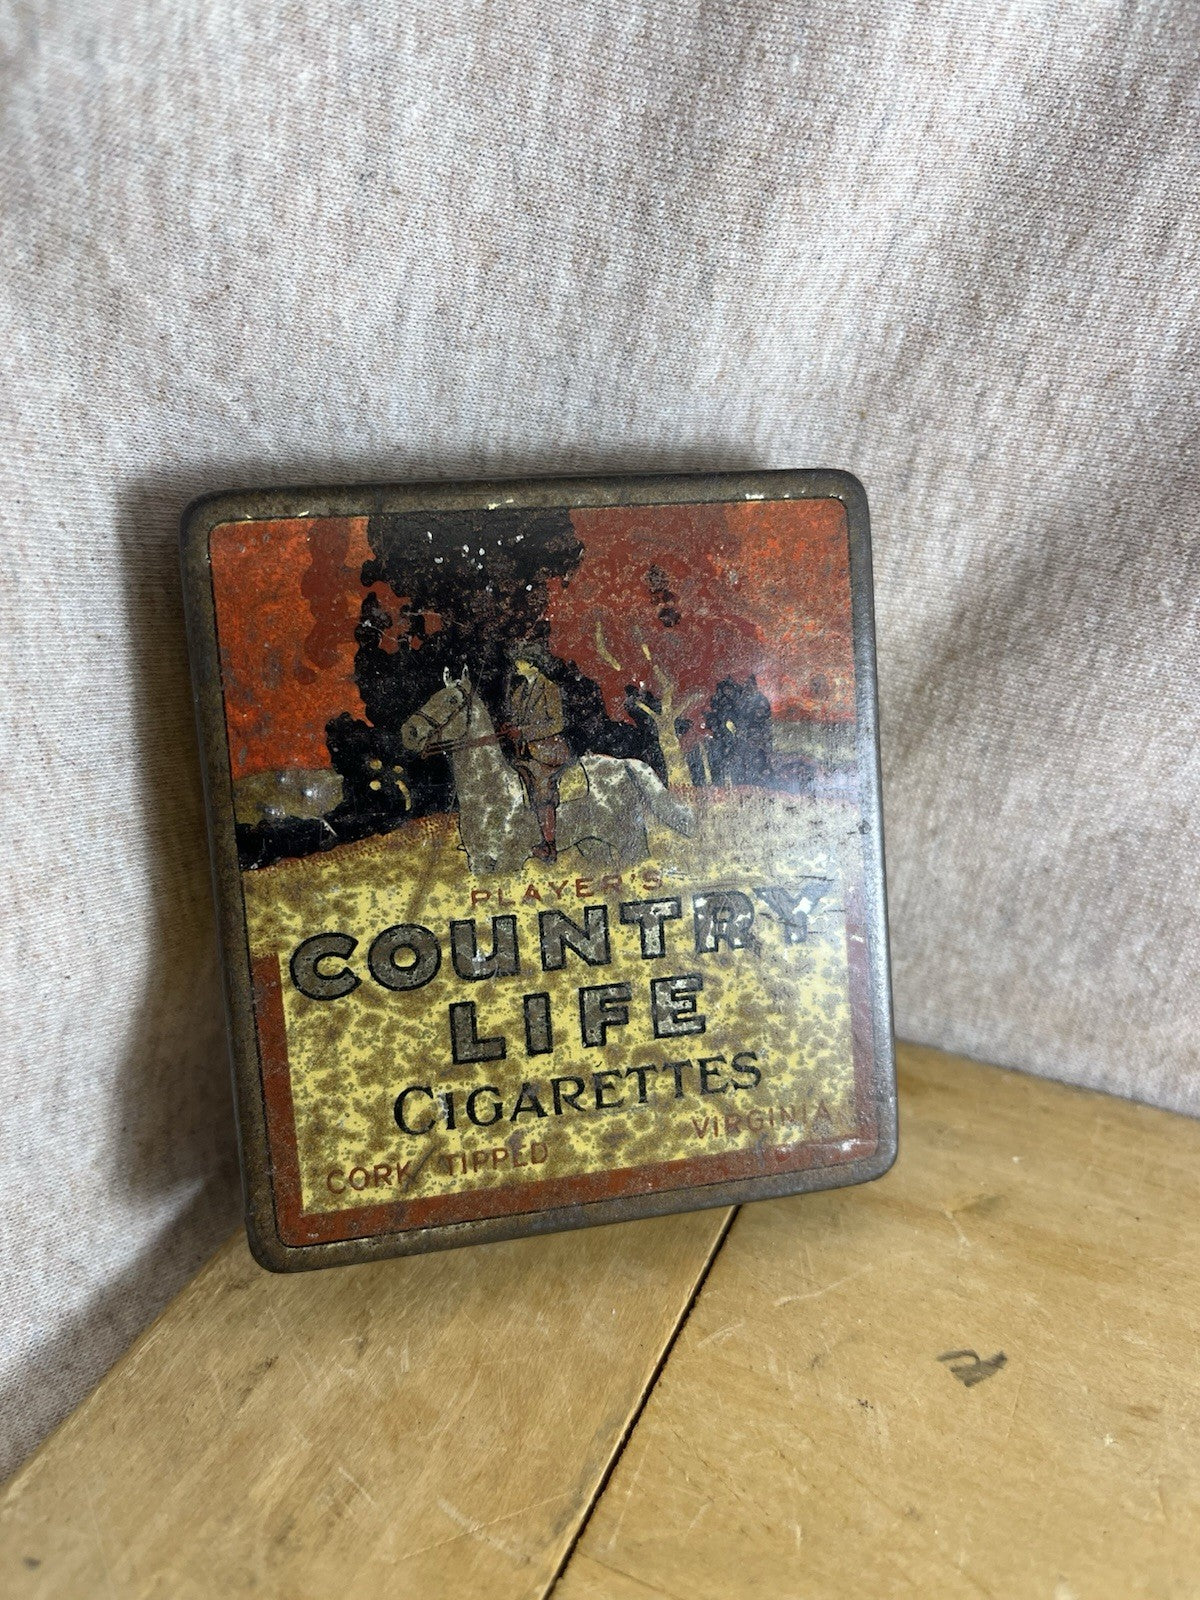 PLAYER'S
COUNTRY
LIFE
CIGARETTES
CORK TIPPED VIRGINIA